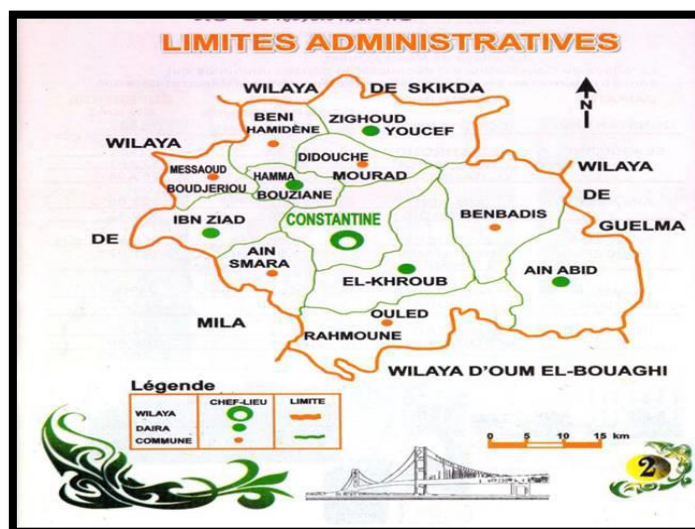 LIMITES ADMINISTRATIVES
WILAYA DE SKIKDA
BENI
HAMIDÈNE
ZIGHOUD
YOUCEF
N
WILAYA
DE
MILA
MESSAOUD
BOUDJERIOU
HAMMA
BOUZIANE
DIDOUCHE
MOURAD
WILAYA
DE
GUELMA
IBN ZIAD
CONSTANTINE
BENBADIS
AIN
SMARA
EL-KHROUB
AIN ABID
OULED
RAHMOUNE
WILAYA D'OUM EL-BOUAGHI
Légende
CHEF-LIEU LIMITE
WILAYA
DAIRA
COMMUNE
0 5 10 15 km
2